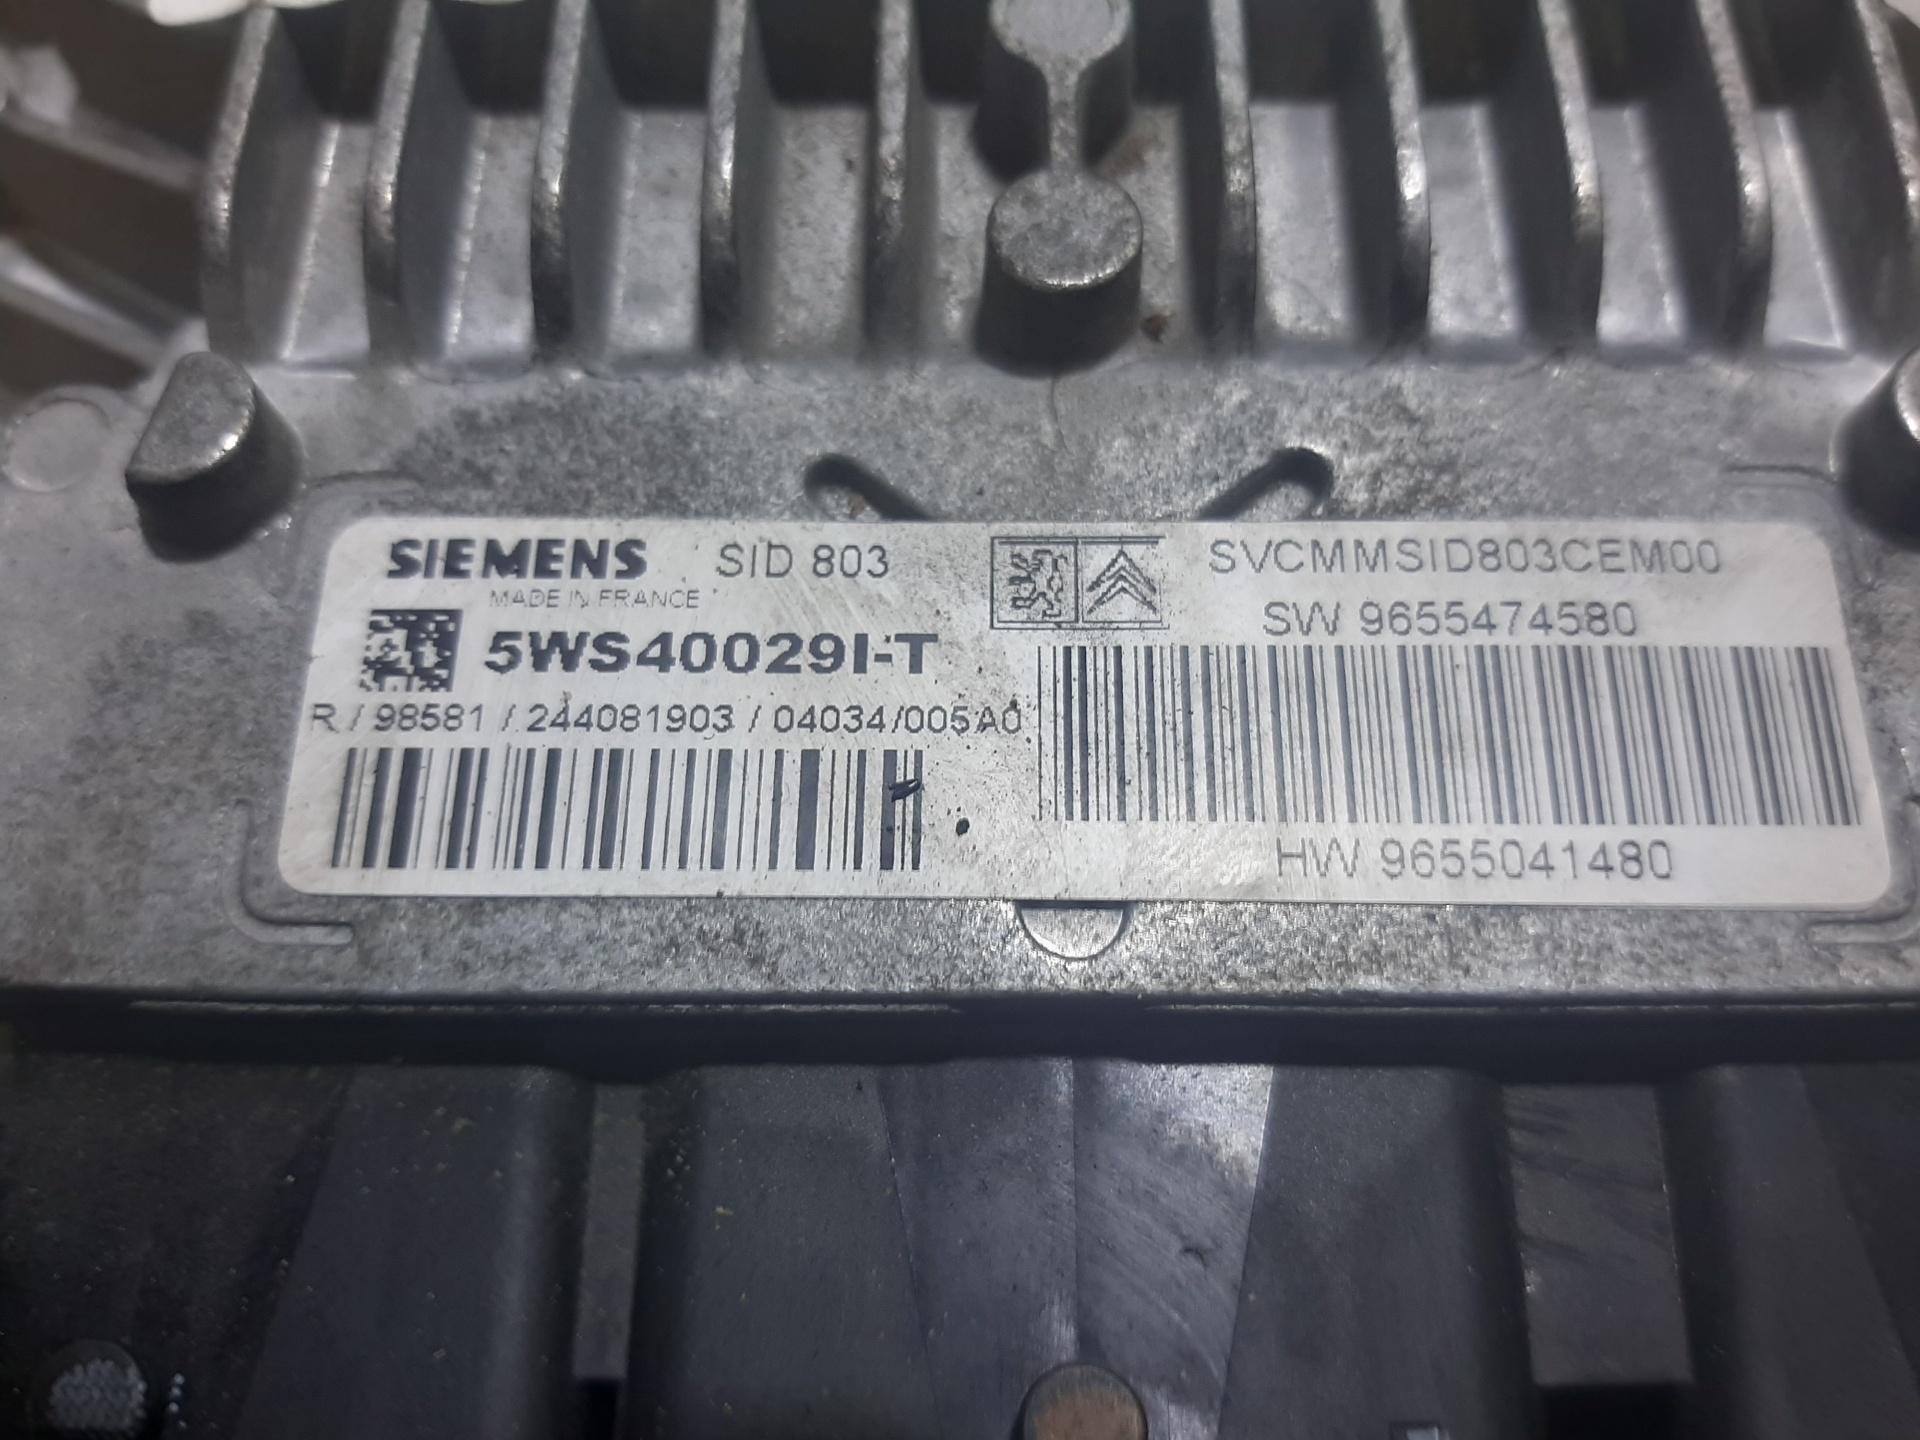 SIEMENS SID 803
MADE IN FRANCE
5WS40029I-T
R / 98581 / 244081903 / 04034/005A0
SVCMMSID803CEM00
SW 9655474580
HW 9655041480